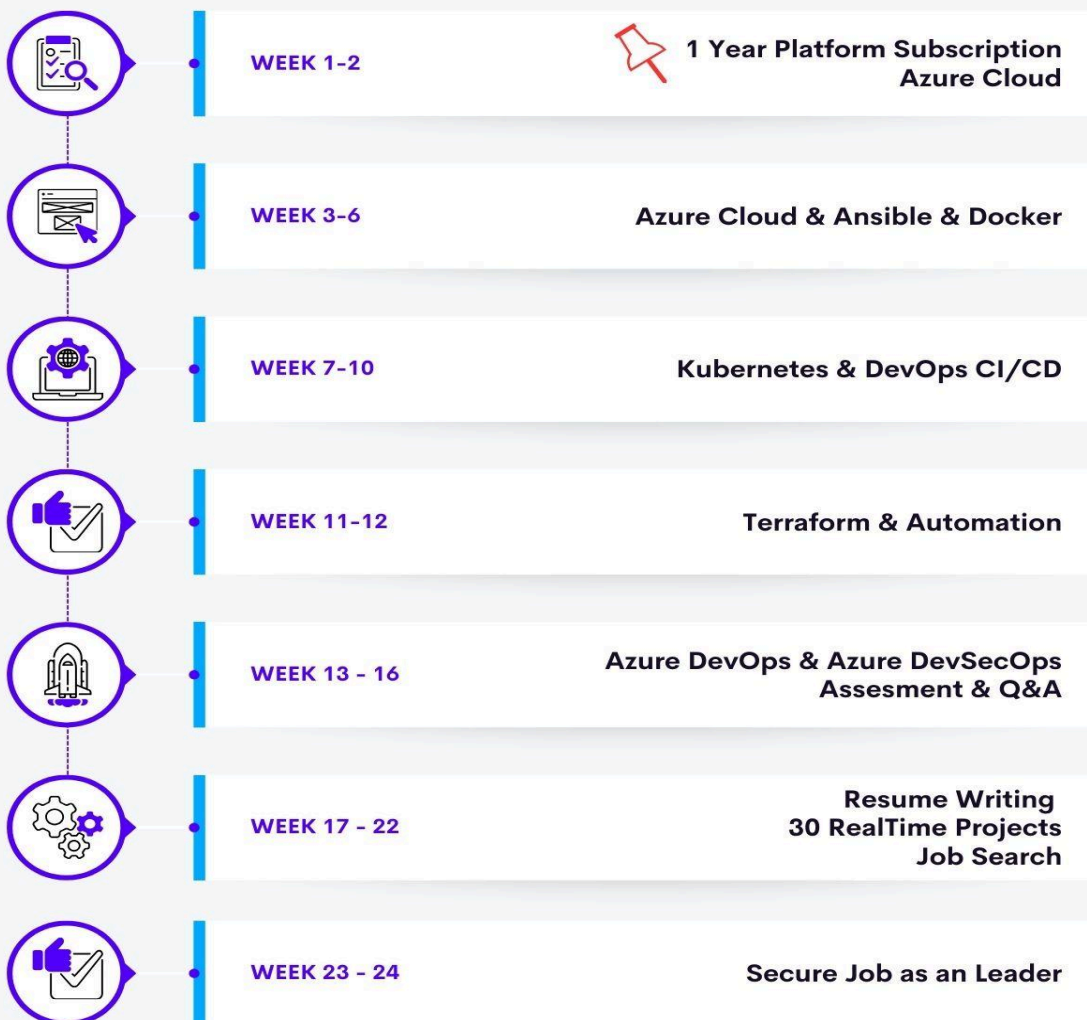 WEEK 1-2
1 Year Platform Subscription
Azure Cloud
WEEK 3-6
Azure Cloud & Ansible & Docker
WEEK 7-10
Kubernetes & DevOps CI/CD
WEEK 11-12
Terraform & Automation
WEEK 13 - 16
Azure DevOps & Azure DevSecOps
Assesment & Q&A
WEEK 17 - 22
Resume Writing
30 RealTime Projects
Job Search
WEEK 23 - 24
Secure Job as an Leader